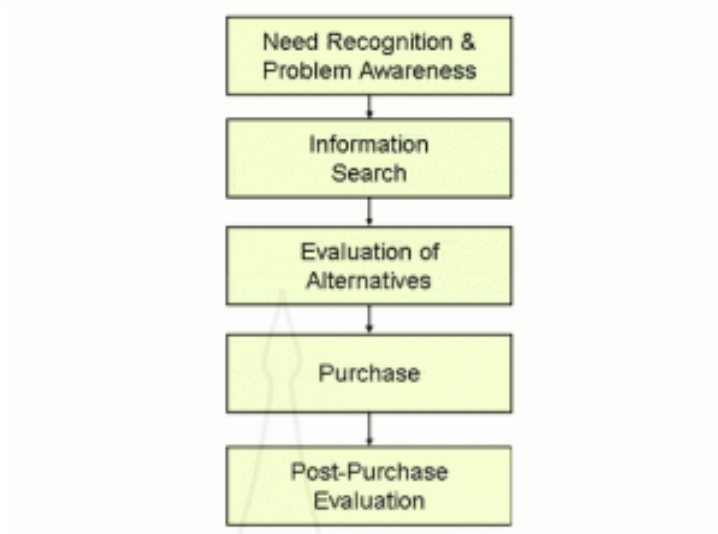 Need Recognition &
Problem Awareness
Information
Search
Evaluation of
Alternatives
Purchase
Post-Purchase
Evaluation